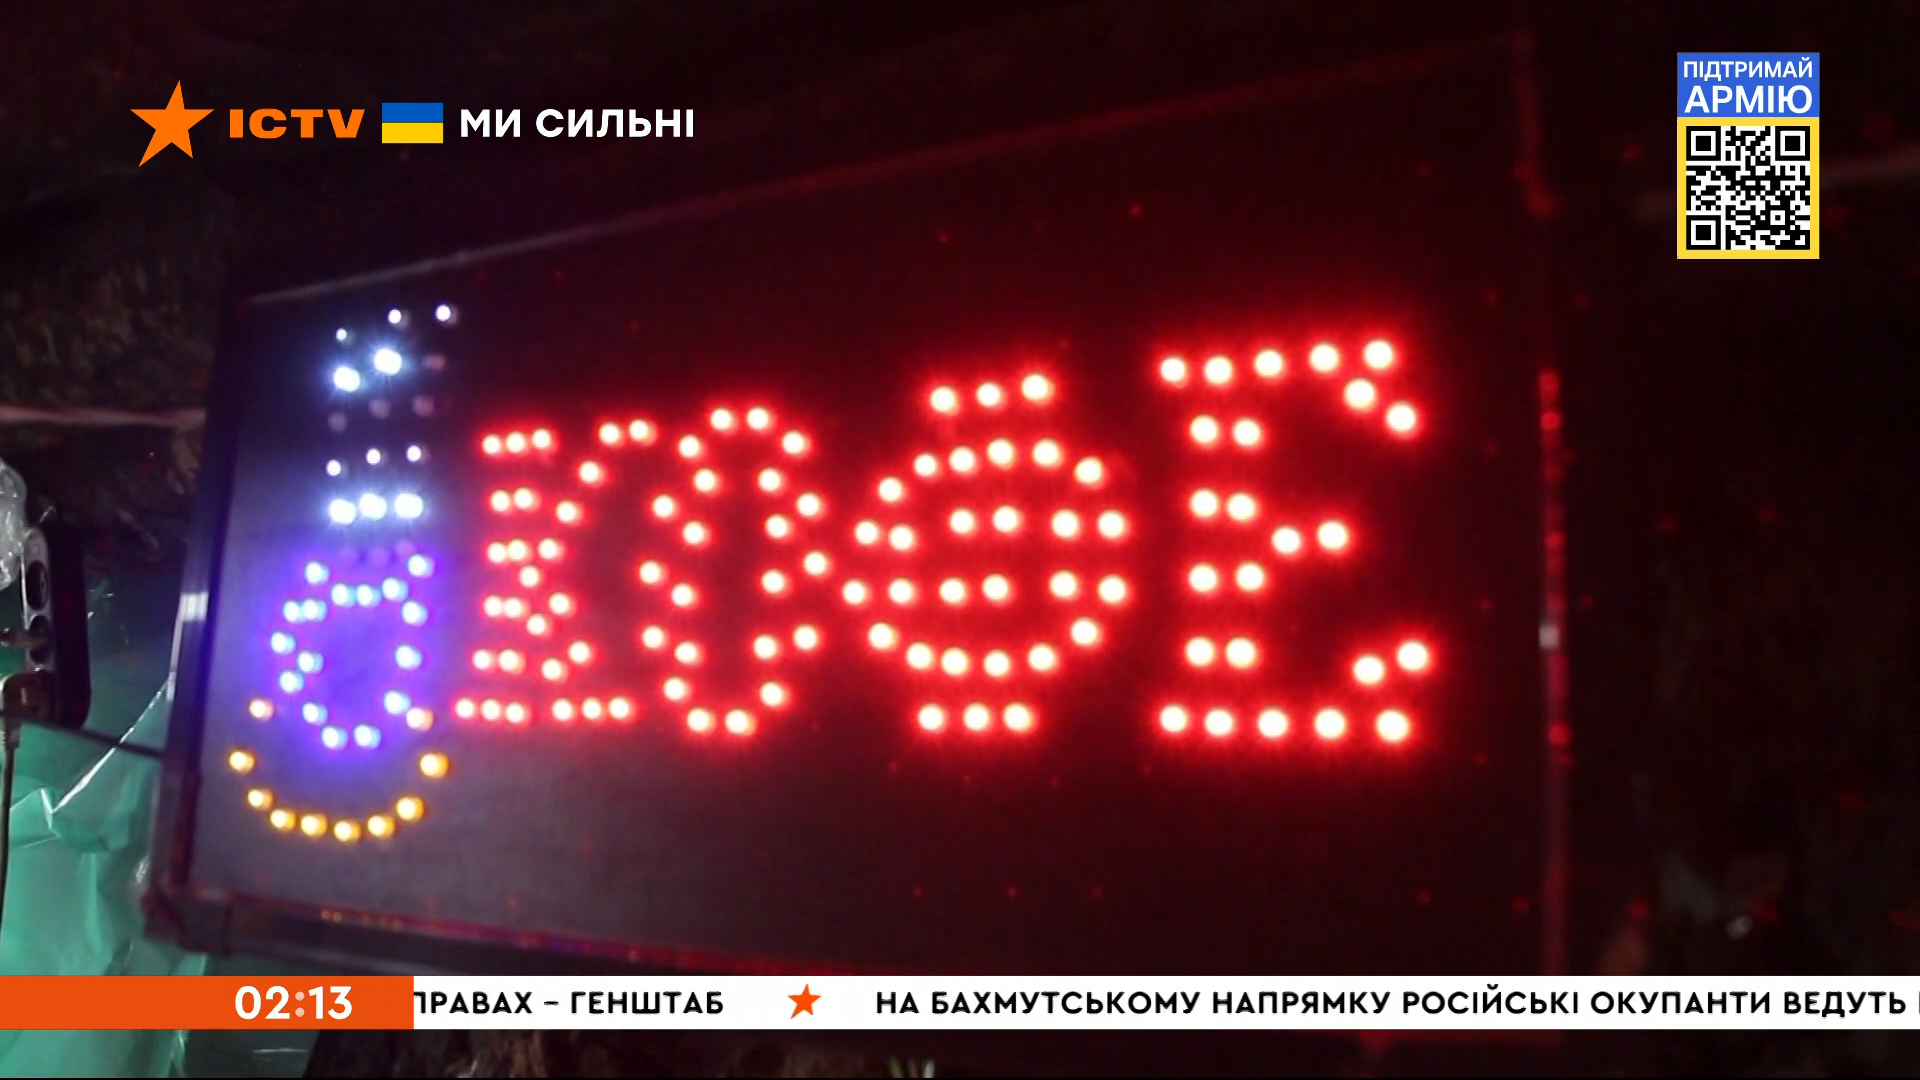 ICTV МИ СИЛЬНІ
ПІДТРИМАЙ
АРМІЮ
КОФЕ
02:13 ПРАВАХ – ГЕНШТАБ НА БАХМУТСЬКОМУ НАПРЯМКУ РОСІЙСЬКІ ОКУПАНТИ ВЕДУТЬ